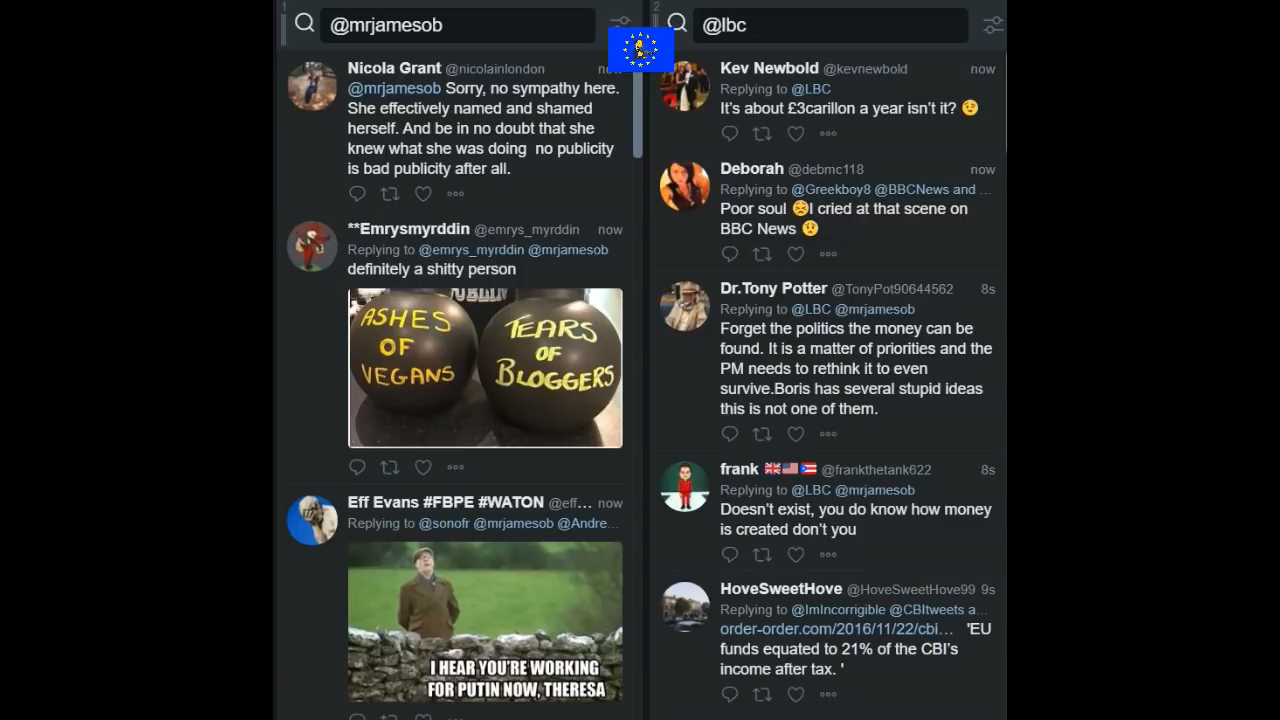 1
@mrjamesob
Nicola Grant @nicolainlondon
@mrjamesob Sorry, no sympathy here.
She effectively named and shamed
herself. And be in no doubt that she
knew what she was doing no publicity
is bad publicity after all.
**Emrysmyrddin @emrys_myrddin now
Replying to @emrys_myrddin @mrjamesob
definitely a shitty person
DUBLIN
ASHES
OF
VEGANS
TEARS
OF
BLOGGERS
Eff Evans #FBPE #WATON @eff... now
Replying to @sonofr @mrjamesob @Andre...
I HEAR YOU'RE WORKING
FOR PUTIN NOW, THERESA
2
@lbc
Kev Newbold @kevnewbold now
Replying to @LBC
It's about £3carillon a year isn't it? 😉
Deborah @debmc118 now
Replying to @Greekboy8 @BBCNews and ...
Poor soul 😣I cried at that scene on
BBC News 😢
Dr.Tony Potter @TonyPot90644562 8s
Replying to @LBC @mrjamesob
Forget the politics the money can be
found. It is a matter of priorities and the
PM needs to rethink it to even
survive.Boris has several stupid ideas
this is not one of them.
frank 🇬🇧🇺🇸🇵🇷 @frankthetank622 8s
Replying to @LBC @mrjamesob
Doesn't exist, you do know how money
is created don't you
HoveSweetHove @HoveSweetHove99 9s
Replying to @ImIncorrigible @CBItweets a...
order-order.com/2016/11/22/cbi... 'EU
funds equated to 21% of the CBI's
income after tax. '